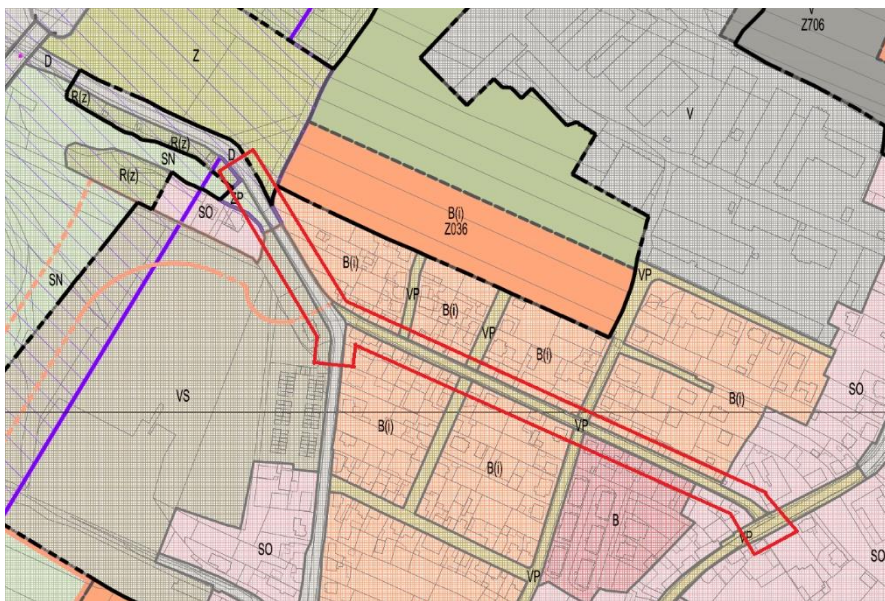 Z706
D
Z
V
R(z)
R(z)
SN
D
R(z)
ZP
SO
B(i)
Z036
B(i)
VP
SN
VP
B(i)
VP
B(i)
VS
B(i)
SO
B(i)
VP
B(i)
B
SO
VP
SO
VP